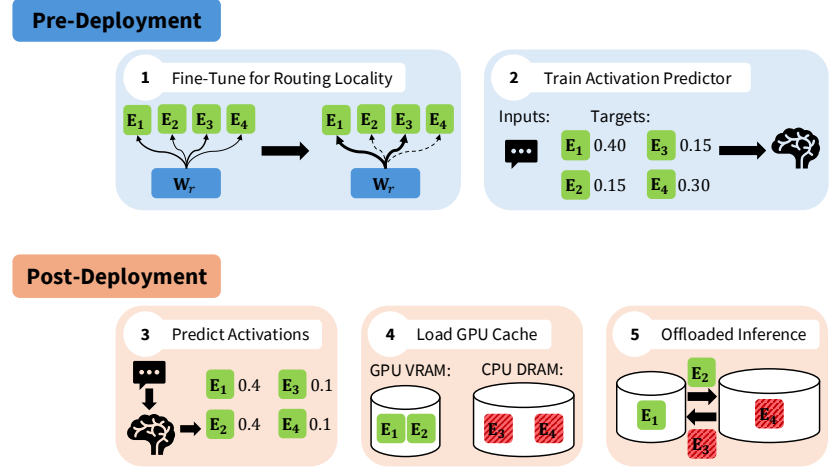 Pre-Deployment
1 Fine-Tune for Routing Locality
E1 E2 E3 E4 E1 E2 E3 E4
Wr Wr
2 Train Activation Predictor
Inputs: Targets:
E1 0.40 E3 0.15
E2 0.15 E4 0.30
Post-Deployment
3 Predict Activations
E1 0.4 E3 0.1
E2 0.4 E4 0.1
4 Load GPU Cache
GPU VRAM: CPU DRAM:
E1 E2 E3 E4
5 Offloaded Inference
E2
E1 E4
E3